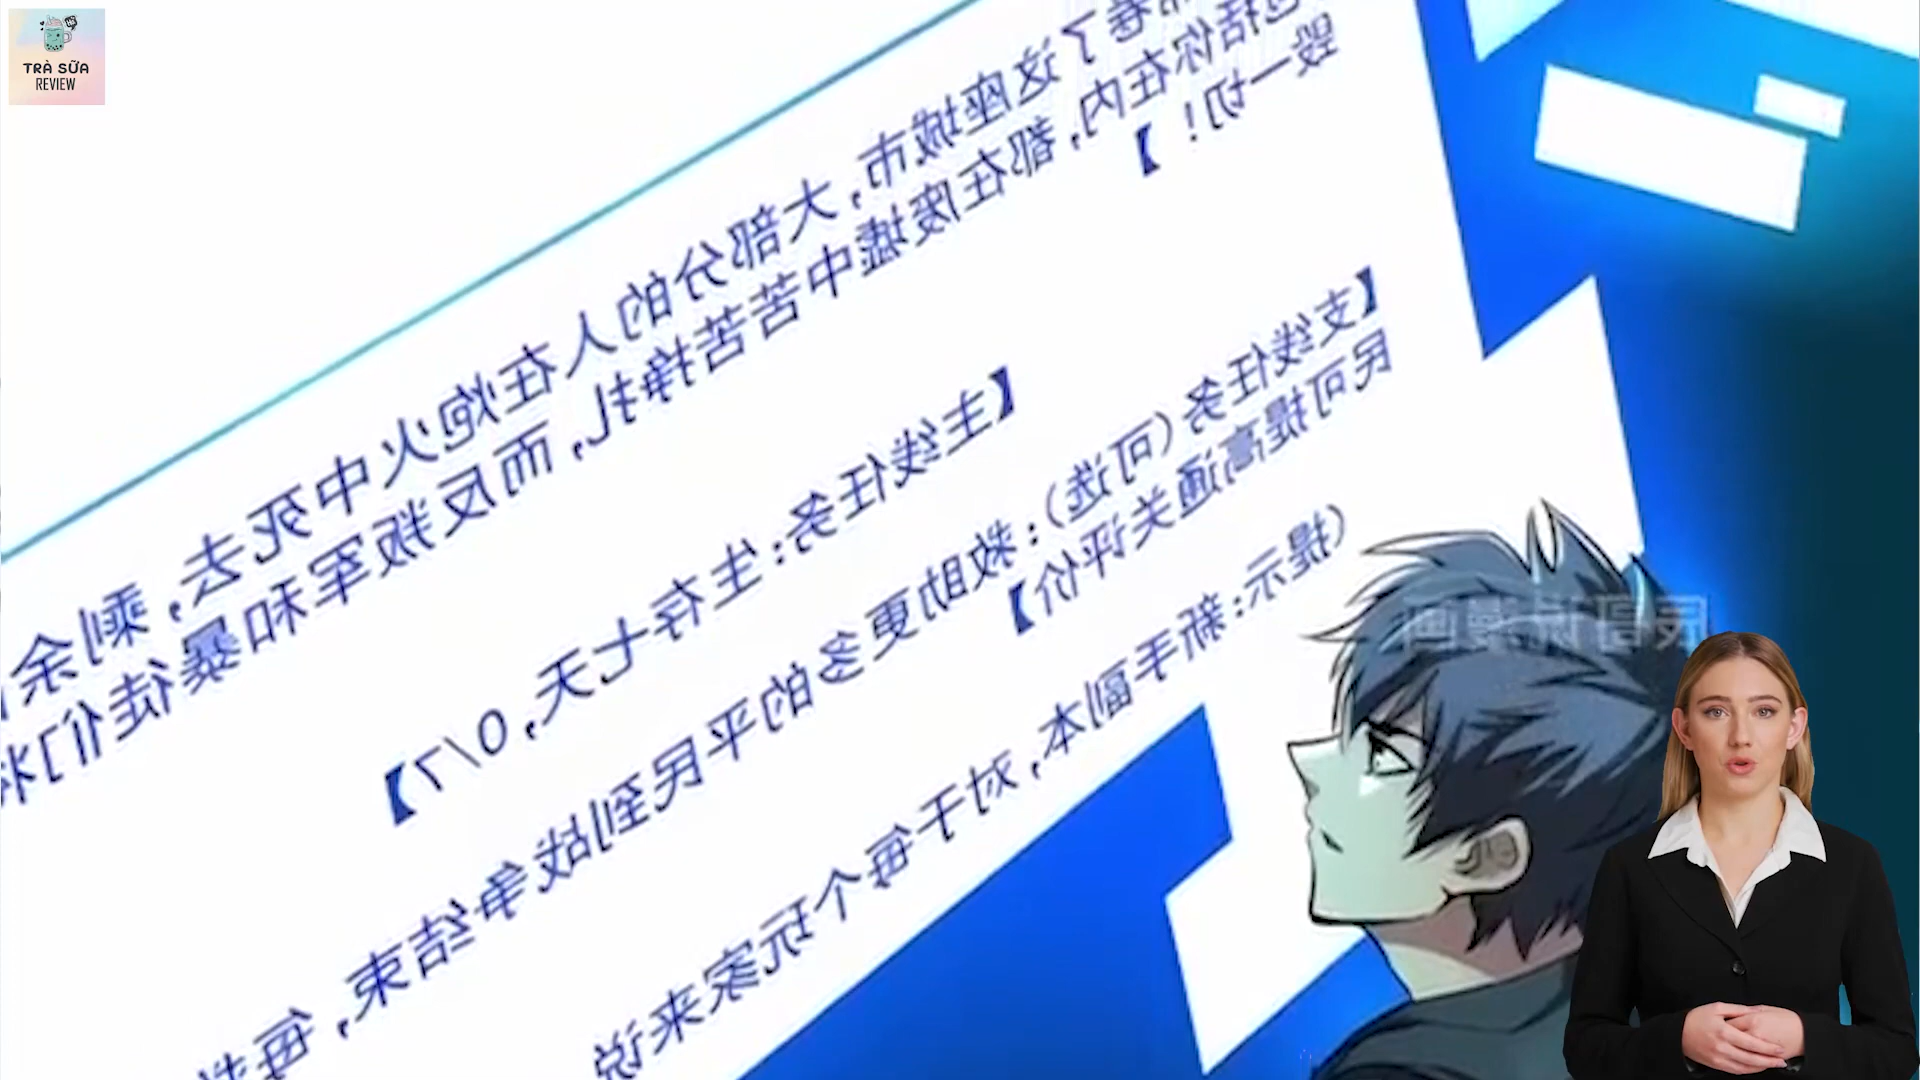 TRÀ SỮA
REVIEW
卷了这座城市，大部分的人在炮火中死去，剩余
包括你在内，都在废墟中苦苦挣扎，而反叛军和暴徒们
毁一切！】
【主线任务：生存七天，0/7】
【支线任务（可选）：救助更多的平民到战争结束，每救
民可提高通关评价】
（提示：新手副本，对于每个玩家来说